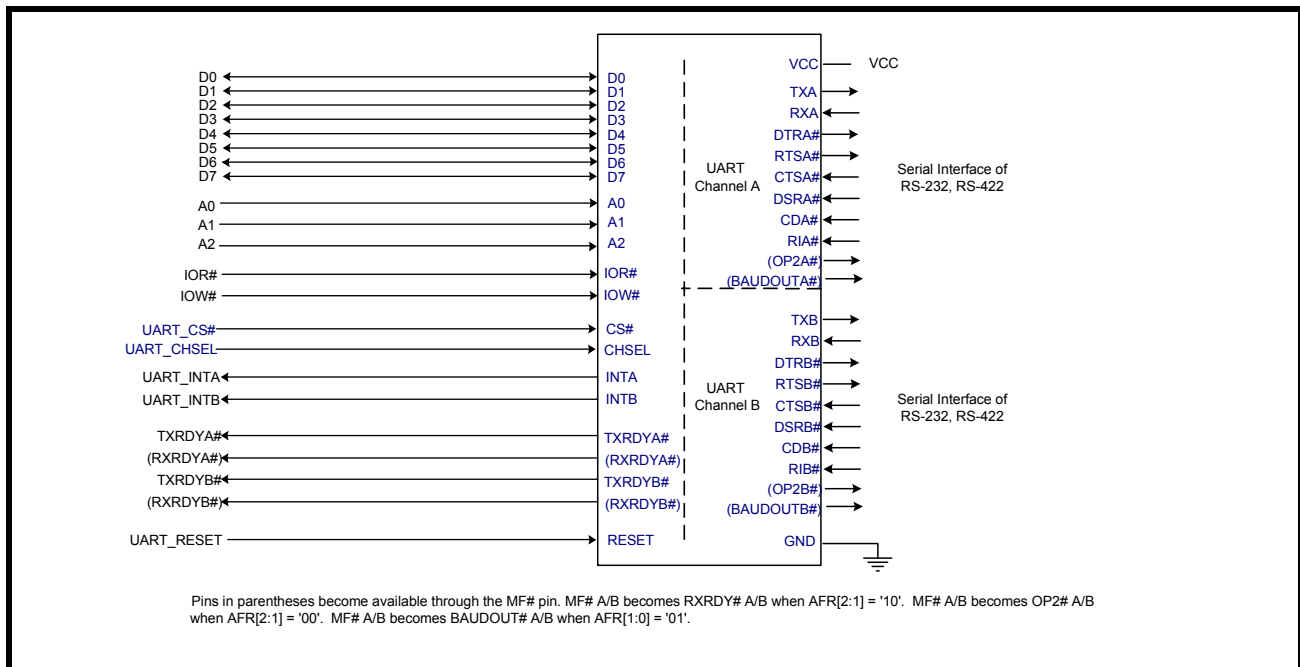 D0
D1
D2
D3
D4
D5
D6
D7
A0
A1
A2
IOR#
IOW#
UART_CS#
UART_CHSEL
UART_INTA
UART_INTB
TXRDYA#
(RXRDYA#)
TXRDYB#
(RXRDYB#)
UART_RESET
D0
D1
D2
D3
D4
D5
D6
D7
A0
A1
A2
IOR#
IOW#
CS#
CHSEL
INTA
INTB
TXRDYA#
(RXRDYA#)
TXRDYB#
(RXRDYB#)
RESET
UART
Channel A
UART
Channel B
VCC
TXA
RXA
DTRA#
RTSA#
CTSA#
DSRA#
CDA#
RIA#
(OP2A#)
(BAUDOUTA#)
TXB
RXB
DTRB#
RTSB#
CTSB#
DSRB#
CDB#
RIB#
(OP2B#)
(BAUDOUTB#)
GND
VCC
Serial Interface of
RS-232, RS-422
Serial Interface of
RS-232, RS-422
Pins in parentheses become available through the MF# pin. MF# A/B becomes RXRDY# A/B when AFR[2:1] = '10'. MF# A/B becomes OP2# A/B
when AFR[2:1] = '00'. MF# A/B becomes BAUDOUT# A/B when AFR[1:0] = '01'.